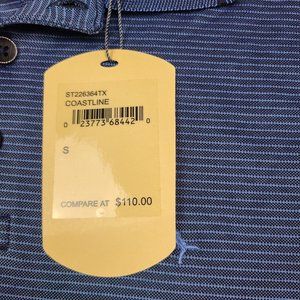 ST226364TX
COASTLINE
0 23773 68442 0
S
COMPARE AT $110.00